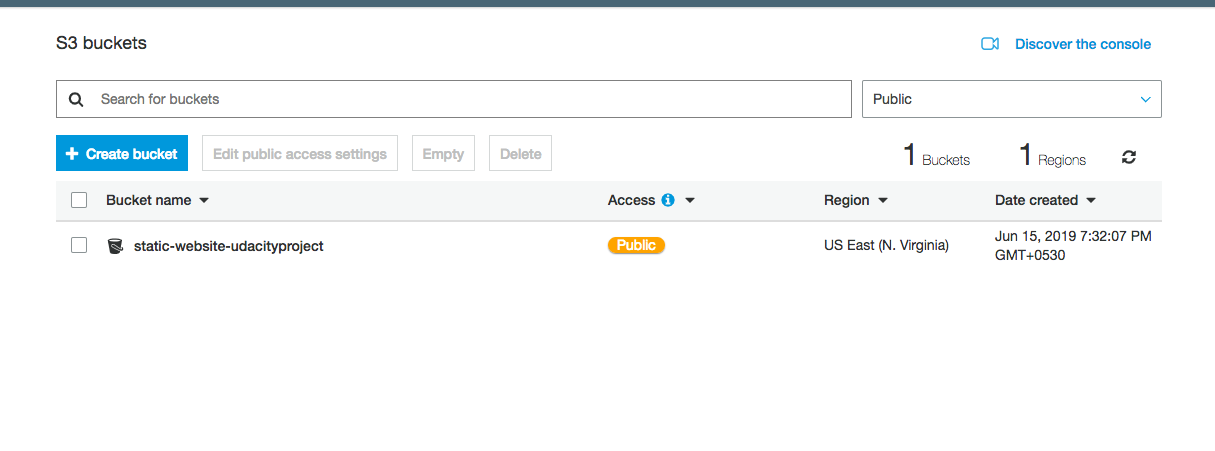 S3 buckets
Discover the console
Search for buckets
Public
+ Create bucket
Edit public access settings
Empty
Delete
1 Buckets
1 Regions
Bucket name
Access
Region
Date created
static-website-udacityproject
Public
US East (N. Virginia)
Jun 15, 2019 7:32:07 PM
GMT+0530